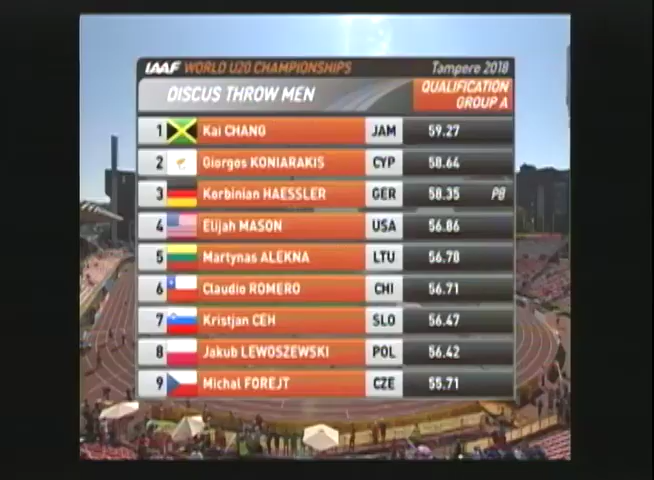 IAAF WORLD U20 CHAMPIONSHIPS Tampere 2018
DISCUS THROW MEN QUALIFICATION GROUP A
1 Kai CHANG JAM 59.27
2 Giorgos KONIARAKIS CYP 58.64
3 Korbinian HAESSLER GER 58.35 PB
4 Elijah MASON USA 56.86
5 Martynas ALEKNA LTU 56.78
6 Claudio ROMERO CHI 56.71
7 Kristjan CEH SLO 56.47
8 Jakub LEWOSZEWSKI POL 56.42
9 Michal FOREJT CZE 55.71